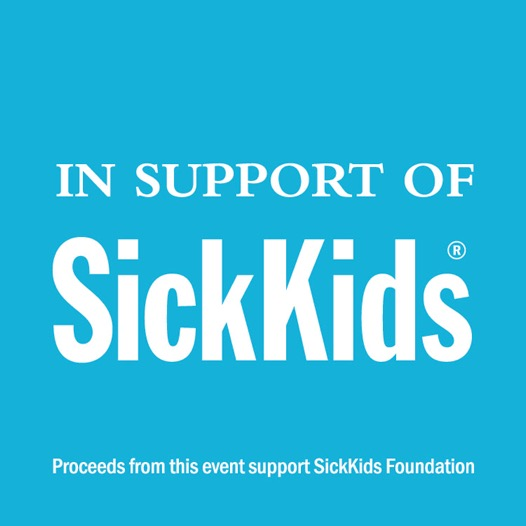 IN SUPPORT OF
SickKids®
Proceeds from this event support SickKids Foundation